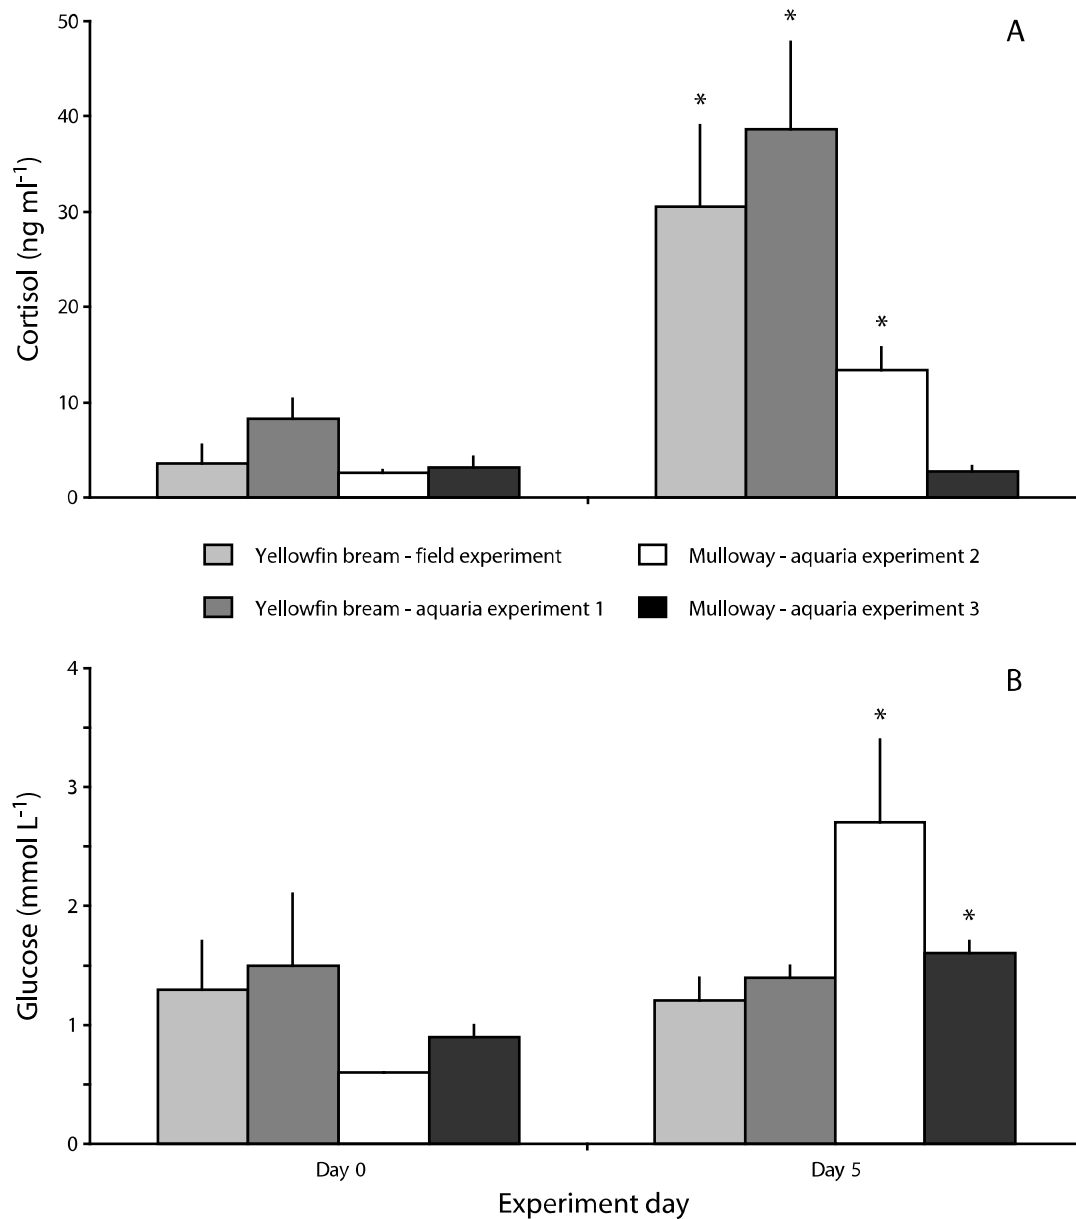 A
50
40
30
20
10
0
Cortisol (ng ml⁻¹)
*
*
*
Yellowfin bream - field experiment
Mulloway - aquaria experiment 2
Yellowfin bream - aquaria experiment 1
Mulloway - aquaria experiment 3
B
4
3
2
1
0
Glucose (mmol L⁻¹)
*
*
Day 0
Day 5
Experiment day